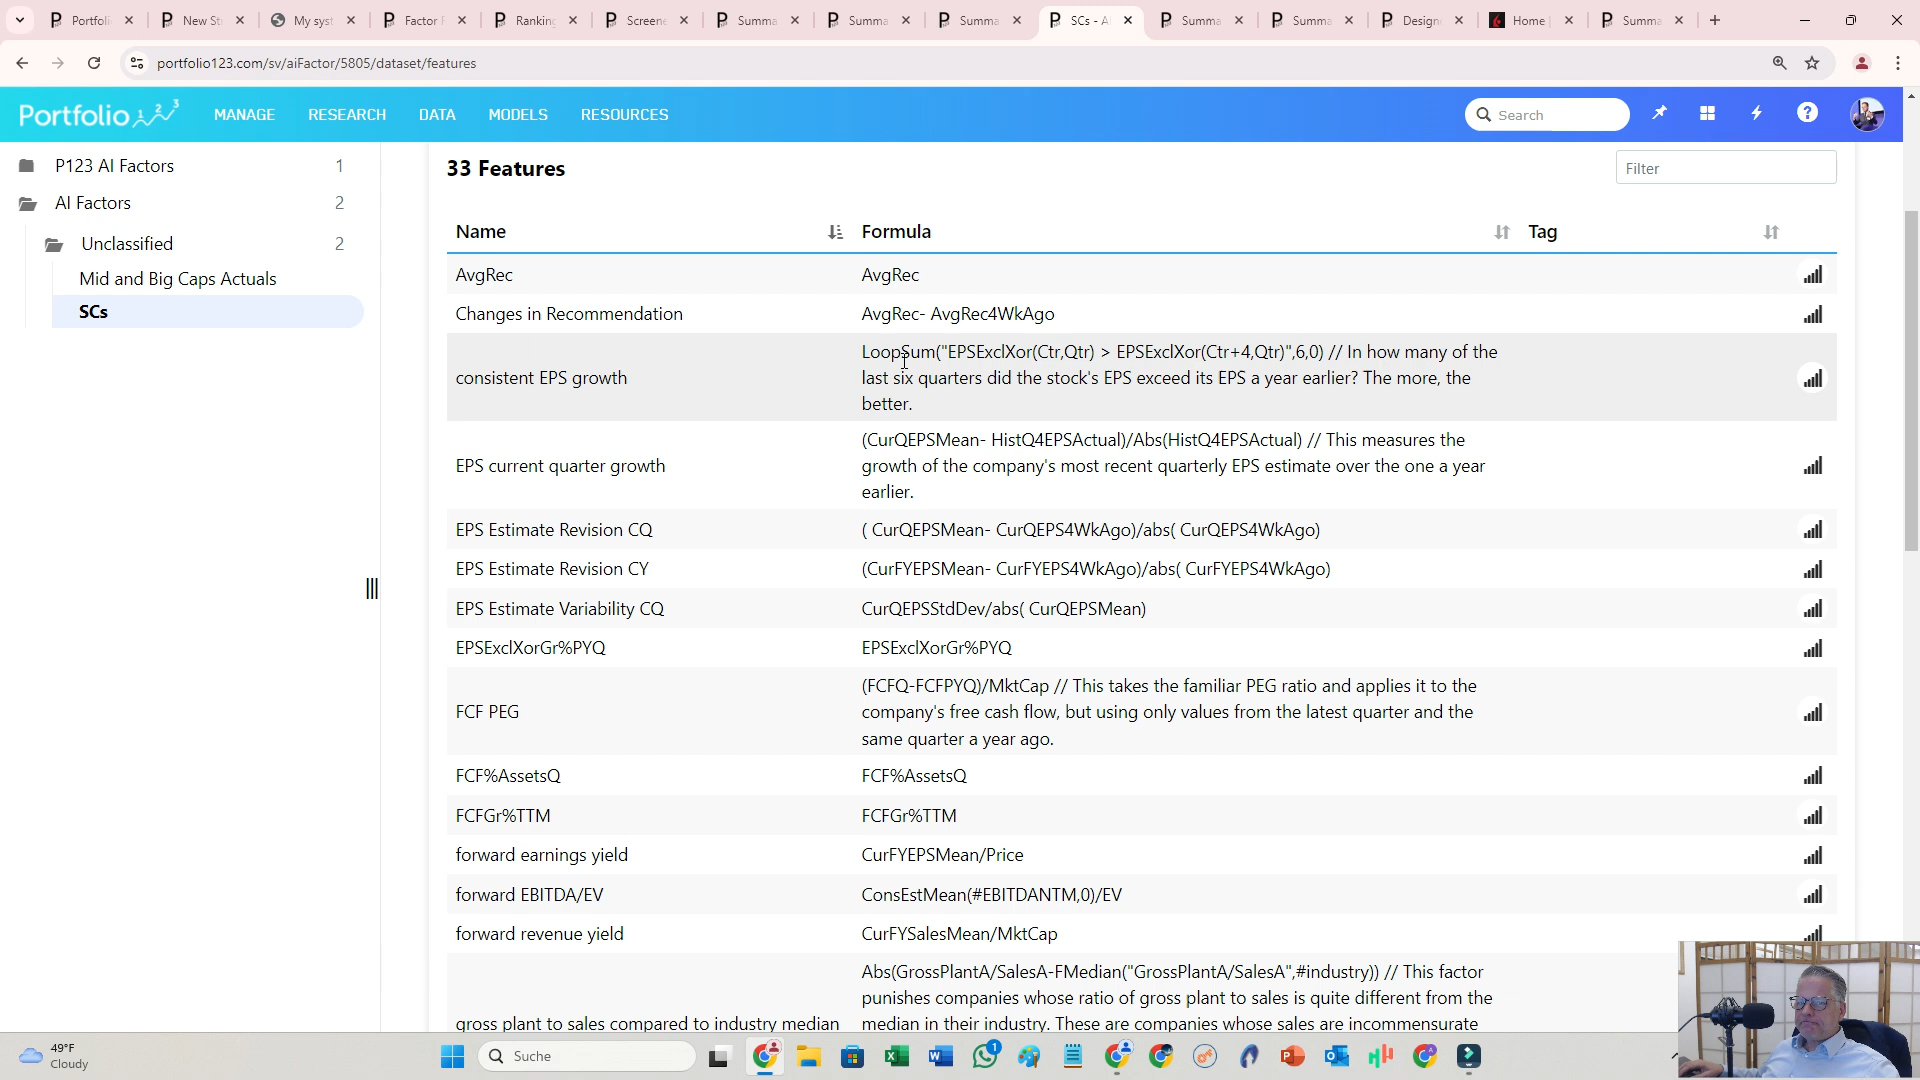 Portfoli
New St
My syst
Factor F
Ranking
Screene
Summa
Summa
Summa
SCs - A
Summa
Summa
Design
Home |
Summa
portfolio123.com/sv/aiFactor/5805/dataset/features
Portfolio 123
MANAGE
RESEARCH
DATA
MODELS
RESOURCES
Search
P123 AI Factors 1
AI Factors 2
Unclassified 2
Mid and Big Caps Actuals
SCs
33 Features
Filter
Name Formula Tag
AvgRec AvgRec
Changes in Recommendation AvgRec- AvgRec4WkAgo
consistent EPS growth
LoopSum("EPSExclXor(Ctr,Qtr) > EPSExclXor(Ctr+4,Qtr)",6,0) // In how many of the
last six quarters did the stock's EPS exceed its EPS a year earlier? The more, the
better.
EPS current quarter growth
(CurQEPSMean- HistQ4EPSActual)/Abs(HistQ4EPSActual) // This measures the
growth of the company's most recent quarterly EPS estimate over the one a year
earlier.
EPS Estimate Revision CQ ( CurQEPSMean- CurQEPS4WkAgo)/abs( CurQEPS4WkAgo)
EPS Estimate Revision CY (CurFYEPSMean- CurFYEPS4WkAgo)/abs( CurFYEPS4WkAgo)
EPS Estimate Variability CQ CurQEPSStdDev/abs( CurQEPSMean)
EPSExclXorGr%PYQ EPSExclXorGr%PYQ
FCF PEG
(FCFQ-FCFPYQ)/MktCap // This takes the familiar PEG ratio and applies it to the
company's free cash flow, but using only values from the latest quarter and the
same quarter a year ago.
FCF%AssetsQ FCF%AssetsQ
FCFGr%TTM FCFGr%TTM
forward earnings yield CurFYEPSMean/Price
forward EBITDA/EV ConsEstMean(#EBITDANTM,0)/EV
forward revenue yield CurFYSalesMean/MktCap
gross plant to sales compared to industry median
Abs(GrossPlantA/SalesA-FMedian("GrossPlantA/SalesA",#industry)) // This factor
punishes companies whose ratio of gross plant to sales is quite different from the
median in their industry. These are companies whose sales are incommensurate
49°F
Cloudy
Suche
1